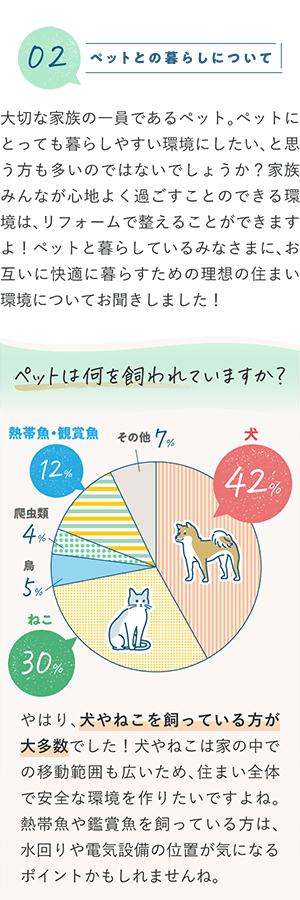 02
ペットとの暮らしについて
大切な家族の一員であるペット。ペットに
とっても暮らしやすい環境にしたい、と思
う方も多いのではないでしょうか?家族
みんなが心地よく過ごすことのできる環
境は、リフォームで整えることができます
よ!ペットと暮らしているみなさまに、お
互いに快適に暮らすための理想の住まい
環境についてお聞きしました!
ペットは何を飼われていますか?
熱帯魚・観賞魚
12%
その他 7%
犬
42%
爬虫類
4%
鳥
5%
ねこ
30%
やはり、犬やねこを飼っている方が
大多数でした!犬やねこは家の中で
の移動範囲も広いため、住まい全体
で安全な環境を作りたいですよね。
熱帯魚や鑑賞魚を飼っている方は、
水回りや電気設備の位置が気になる
ポイントかもしれませんね。